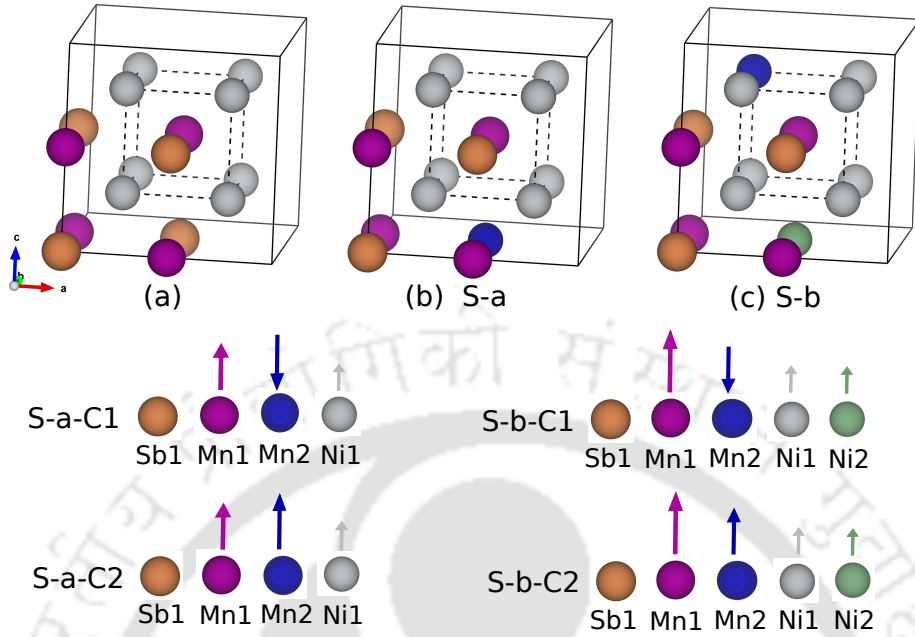 c
b
a
(a)
(b) S-a
(c) S-b
S-a-C1
Sb1 Mn1 Mn2 Ni1
S-b-C1
Sb1 Mn1 Mn2 Ni1 Ni2
S-a-C2
Sb1 Mn1 Mn2 Ni1
S-b-C2
Sb1 Mn1 Mn2 Ni1 Ni2